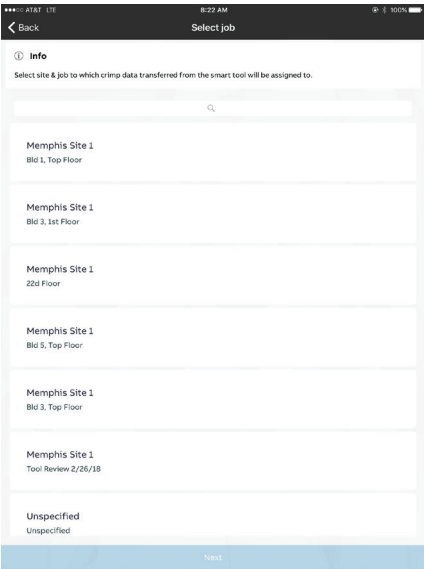 AT&T LTE 8:22 AM 100%
Back Select job
Info
Select site & job to which crimp data transferred from the smart tool will be assigned to.
Memphis Site 1
Bld 1, Top Floor
Memphis Site 1
Bld 3, 1st Floor
Memphis Site 1
22d Floor
Memphis Site 1
Bld 5, Top Floor
Memphis Site 1
Bld 3, Top Floor
Memphis Site 1
Tool Review 2/26/18
Unspecified
Unspecified
Next